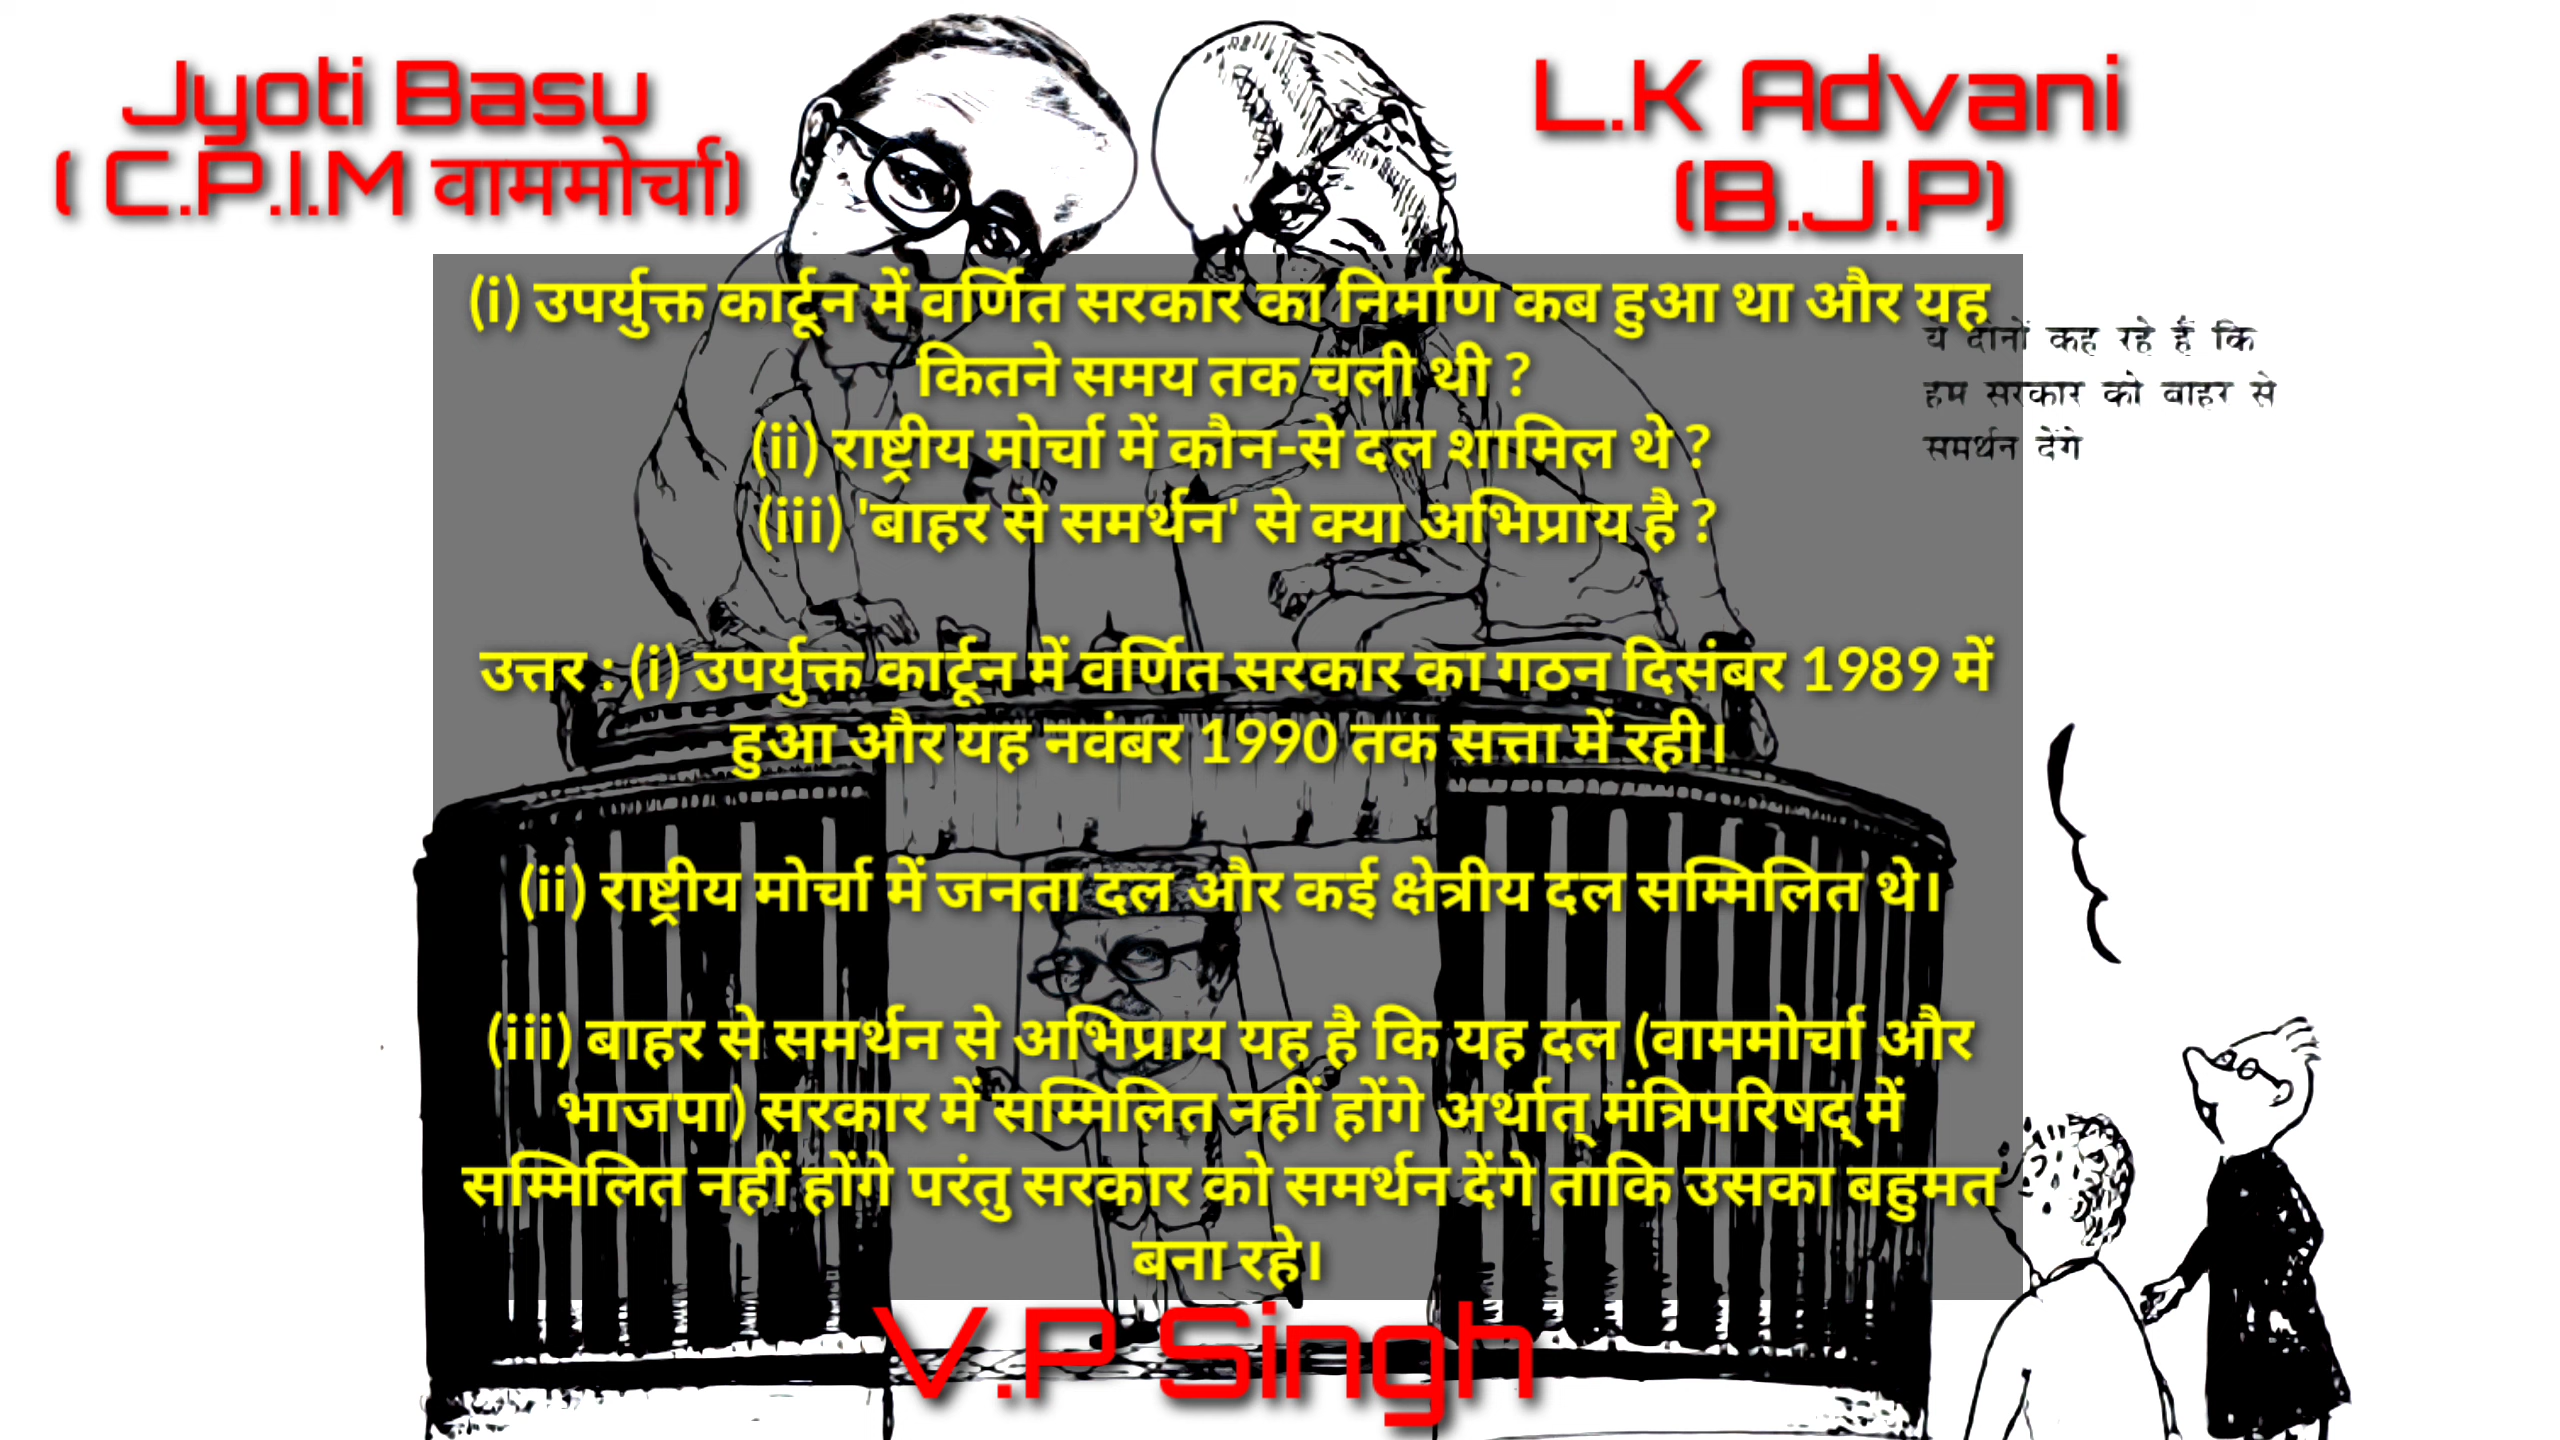 Jyoti Basu
( C.P.I.M वाममोर्चा)
L.K Advani
(B.J.P)
(i) उपर्युक्त कार्टून में वर्णित सरकार का निर्माण कब हुआ था और यह
कितने समय तक चली थी ?
(ii) राष्ट्रीय मोर्चा में कौन-से दल शामिल थे ?
(iii) 'बाहर से समर्थन' से क्या अभिप्राय है ?
ये दोनों कह रहे हैं कि
हम सरकार को बाहर से
समर्थन देंगे
उत्तर : (i) उपर्युक्त कार्टून में वर्णित सरकार का गठन दिसंबर 1989 में
हुआ और यह नवंबर 1990 तक सत्ता में रही।
(ii) राष्ट्रीय मोर्चा में जनता दल और कई क्षेत्रीय दल सम्मिलित थे।
(iii) बाहर से समर्थन से अभिप्राय यह है कि यह दल (वाममोर्चा और
भाजपा) सरकार में सम्मिलित नहीं होंगे अर्थात् मंत्रिपरिषद् में
सम्मिलित नहीं होंगे परंतु सरकार को समर्थन देंगे ताकि उसका बहुमत
बना रहे।
V.P Singh